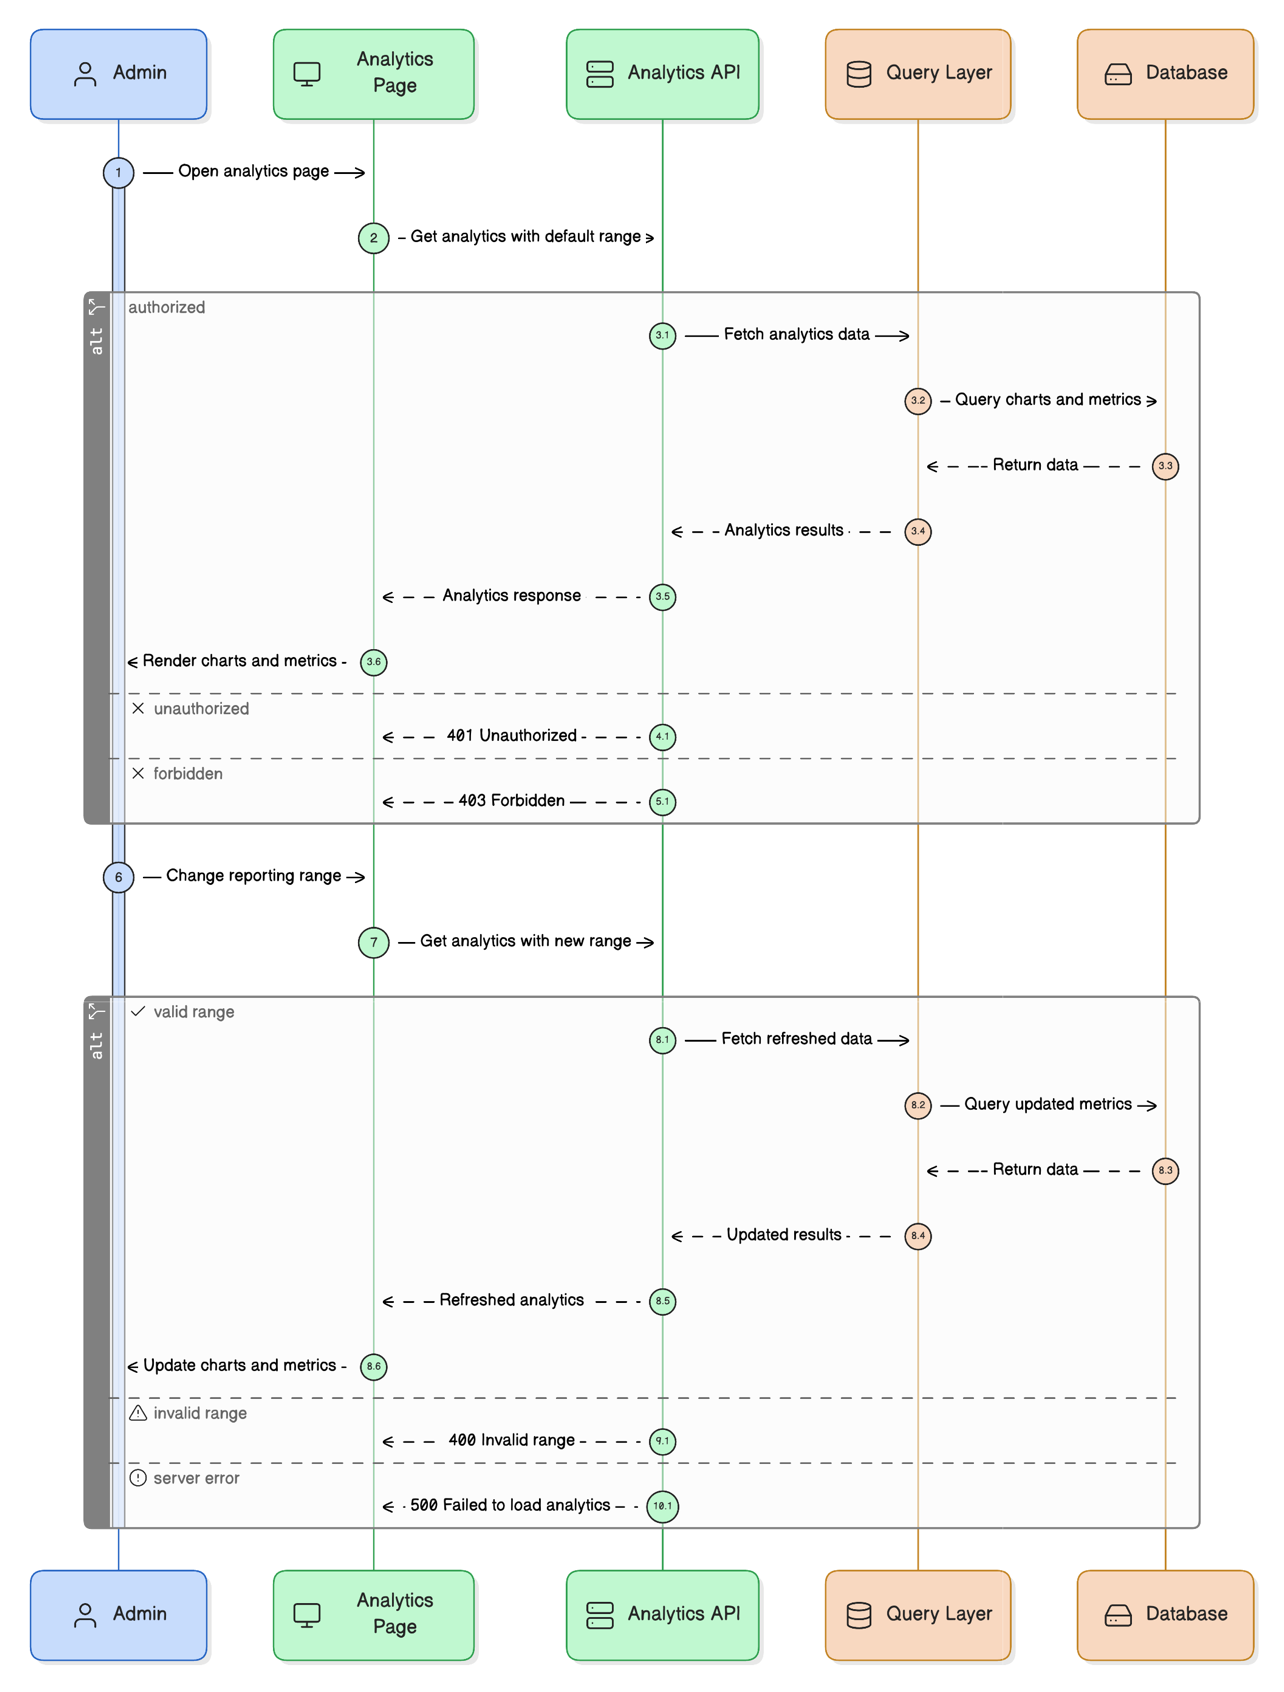 Admin
Analytics
Page
Analytics API
Query Layer
Database
1
Open analytics page
2
Get analytics with default range
alt
authorized
3.1
Fetch analytics data
3.2
Query charts and metrics
Return data
3.3
Analytics results
3.4
Analytics response
3.5
Render charts and metrics
3.6
unauthorized
401 Unauthorized
4.1
forbidden
403 Forbidden
5.1
6
Change reporting range
7
Get analytics with new range
alt
valid range
8.1
Fetch refreshed data
8.2
Query updated metrics
Return data
8.3
Updated results
8.4
Refreshed analytics
8.5
Update charts and metrics
8.6
invalid range
400 Invalid range
9.1
server error
500 Failed to load analytics
10.1
Admin
Analytics
Page
Analytics API
Query Layer
Database